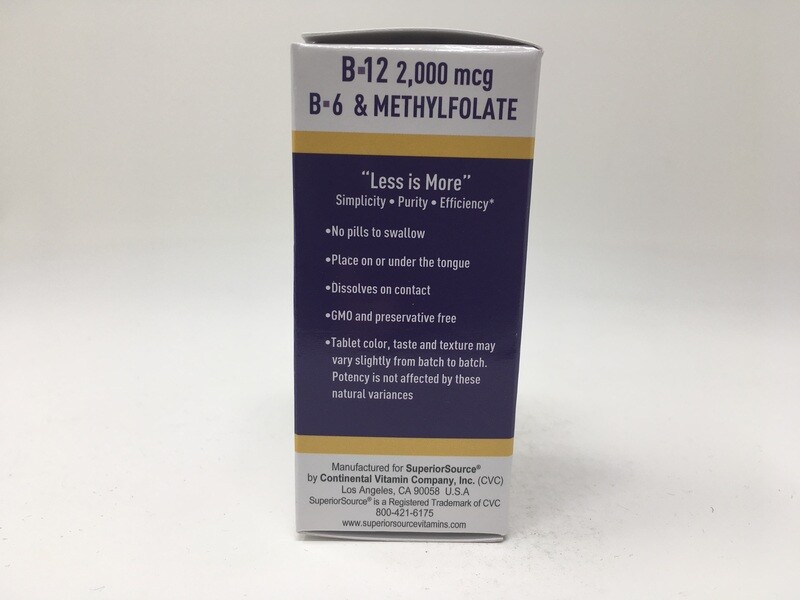 B-12 2,000 mcg
B-6 & METHYLFOLATE
“Less is More”
Simplicity • Purity • Efficiency*
•No pills to swallow
•Place on or under the tongue
•Dissolves on contact
•GMO and preservative free
•Tablet color, taste and texture may
vary slightly from batch to batch.
Potency is not affected by these
natural variances
Manufactured for SuperiorSource®
by Continental Vitamin Company, Inc. (CVC)
Los Angeles, CA 90058 U.S.A
SuperiorSource® is a Registered Trademark of CVC
800-421-6175
www.superiorsourcevitamins.com